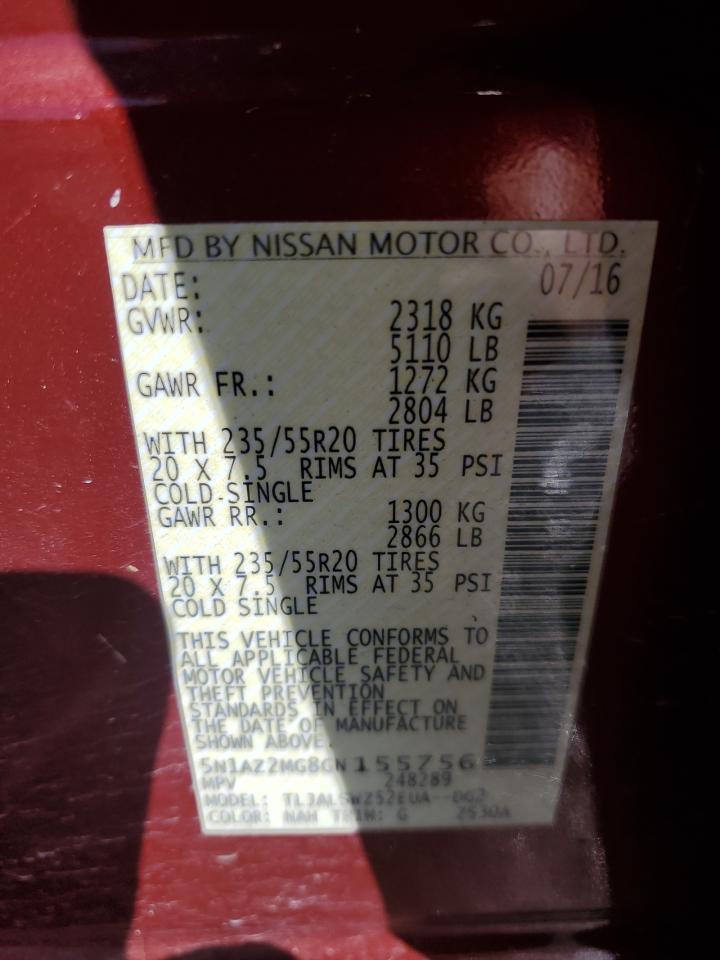 MFD BY NISSAN MOTOR CO., LTD.
DATE: 07/16
GVWR: 2318 KG
5110 LB
GAWR FR.: 1272 KG
2804 LB
WITH 235/55R20 TIRES
20 X 7.5 RIMS AT 35 PSI
COLD SINGLE
GAWR RR.: 1300 KG
2866 LB
WITH 235/55R20 TIRES
20 X 7.5 RIMS AT 35 PSI
COLD SINGLE
THIS VEHICLE CONFORMS TO
ALL APPLICABLE FEDERAL
MOTOR VEHICLE SAFETY AND
THEFT PREVENTION
STANDARDS IN EFFECT ON
THE DATE OF MANUFACTURE
SHOWN ABOVE.
5N1AZ2MG8GN155756
MPV 248289
MODEL:
COLOR: NAH TRIM: G